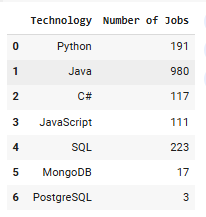 Technology Number of Jobs
0 Python 191
1 Java 980
2 C# 117
3 JavaScript 111
4 SQL 223
5 MongoDB 17
6 PostgreSQL 3